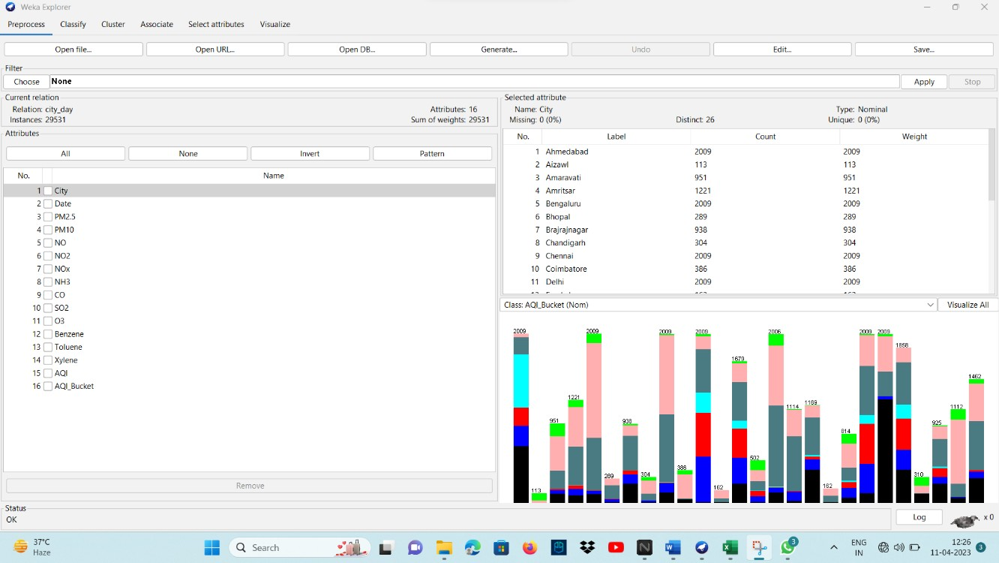 Weka Explorer
Preprocess Classify Cluster Associate Select attributes Visualize
Open file... Open URL... Open DB... Generate... Undo Edit... Save...
Filter
Choose None Apply Stop
Current relation
Relation: city_day Attributes: 16
Instances: 29531 Sum of weights: 29531
Attributes
All None Invert Pattern
No. Name
1 City
2 Date
3 PM2.5
4 PM10
5 NO
6 NO2
7 NOx
8 NH3
9 CO
10 SO2
11 O3
12 Benzene
13 Toluene
14 Xylene
15 AQI
16 AQI_Bucket
Remove
Selected attribute
Name: City Type: Nominal
Missing: 0 (0%) Distinct: 26 Unique: 0 (0%)
No. Label Count Weight
1 Ahmedabad 2009 2009
2 Aizawl 113 113
3 Amaravati 951 951
4 Amritsar 1221 1221
5 Bengaluru 2009 2009
6 Bhopal 289 289
7 Brajrajnagar 938 938
8 Chandigarh 304 304
9 Chennai 2009 2009
10 Coimbatore 386 386
11 Delhi 2009 2009
Class: AQI_Bucket (Nom) Visualize All
2009 113 951 1221 2009 289 938 304 2009 386 2009 162 1679 502 2006 1114 1169 162 814 2009 2009 1858 310 925 1112 1462
Status
OK Log x 0
37°C
Haze
Search
3
ENG
IN
12:26
11-04-2023
3